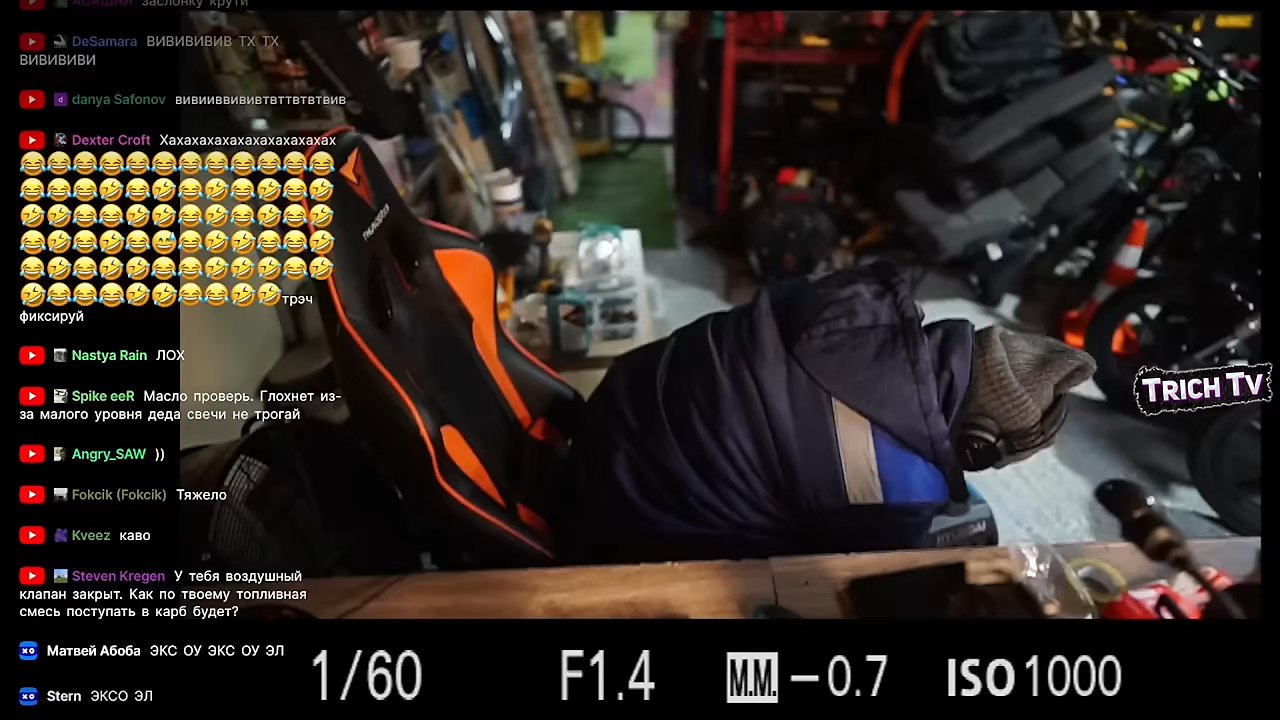 АСАШАЙ заслонку крути
DeSamara ВИВИВИВИВ ТХ ТХ
ВИВИВИВИ
danya Safonov вивииввививтвттвтвтвив
Dexter Croft Хахахахахахахахахахахах
😂😂😂😂😂😂😂😂😂😂😂😂
😂😂😂🤣😂🤣😂🤣😂🤣😂🤣
🤣🤣😂😂🤣🤣😂🤣🤣😂😂🤣
😂🤣😂🤣😂😂😂🤣🤣😂😂🤣
😂🤣😂🤣😂🤣😂🤣🤣🤣😂🤣
🤣😂😂😂🤣🤣😂😂🤣🤣трэч
фиксируй
Nastya Rain ЛОХ
Spike eeR Масло проверь. Глохнет из-
за малого уровня деда свечи не трогай
Angry_SAW ))
Fokcik (Fokcik) Тяжело
Kveez каво
Steven Kregen У тебя воздушный
клапан закрыт. Как по твоему топливная
смесь поступать в карб будет?
Матвей Абоба ЭКС ОУ ЭКС ОУ ЭЛ
Stern ЭКСО ЭЛ
TRICH TV
1/60 F1.4 M.M. −0.7 ISO 1000